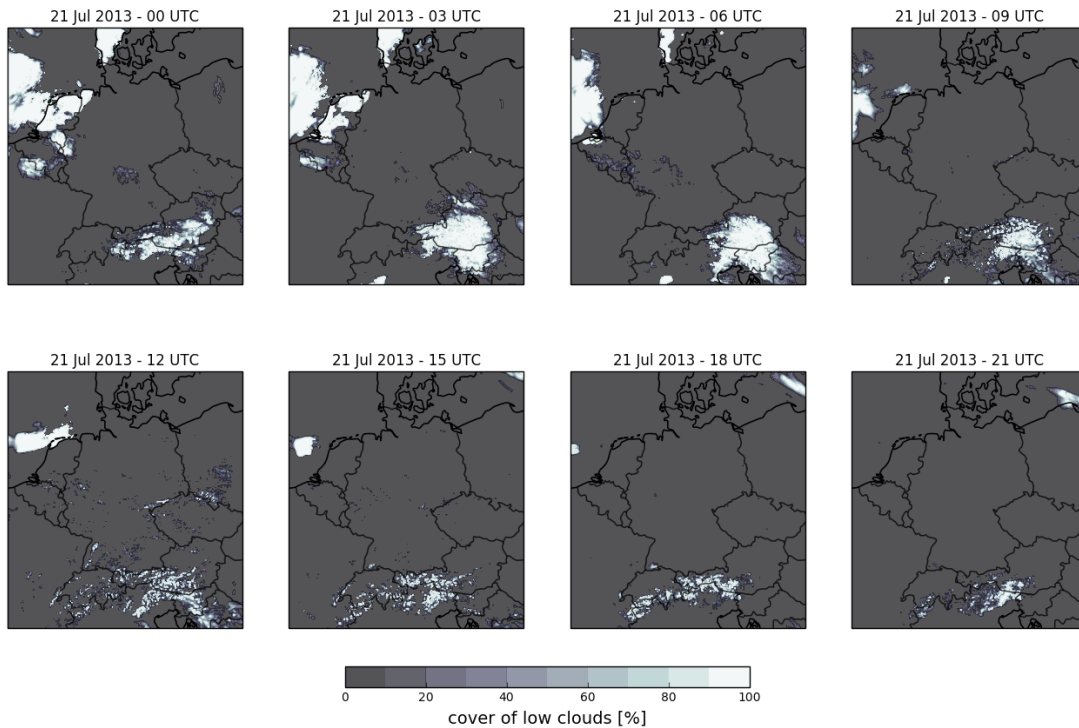 21 Jul 2013 - 00 UTC
21 Jul 2013 - 03 UTC
21 Jul 2013 - 06 UTC
21 Jul 2013 - 09 UTC
21 Jul 2013 - 12 UTC
21 Jul 2013 - 15 UTC
21 Jul 2013 - 18 UTC
21 Jul 2013 - 21 UTC
0 20 40 60 80 100
cover of low clouds [%]